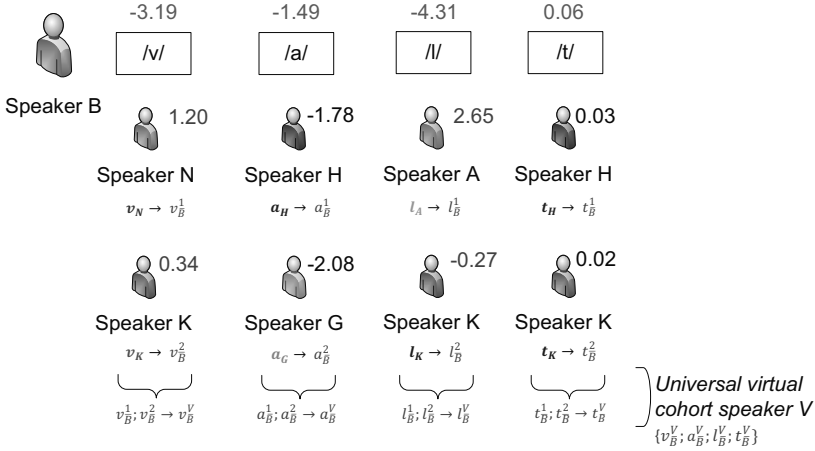 -3.19 -1.49 -4.31 0.06
/v/ /a/ /l/ /t/
Speaker B
1.20 -1.78 2.65 0.03
Speaker N Speaker H Speaker A Speaker H
v_N → v_B̄^1 a_H → a_B̄^1 l_A → l_B̄^1 t_H → t_B̄^1
0.34 -2.08 -0.27 0.02
Speaker K Speaker G Speaker K Speaker K
v_K → v_B̄^2 a_G → a_B̄^2 l_K → l_B̄^2 t_K → t_B̄^2
v_B̄^1; v_B̄^2 → v_B̄^V a_B̄^1; a_B̄^2 → a_B̄^V l_B̄^1; l_B̄^2 → l_B̄^V t_B̄^1; t_B̄^2 → t_B̄^V
Universal virtual
cohort speaker V
{v_B̄^V; a_B̄^V; l_B̄^V; t_B̄^V}